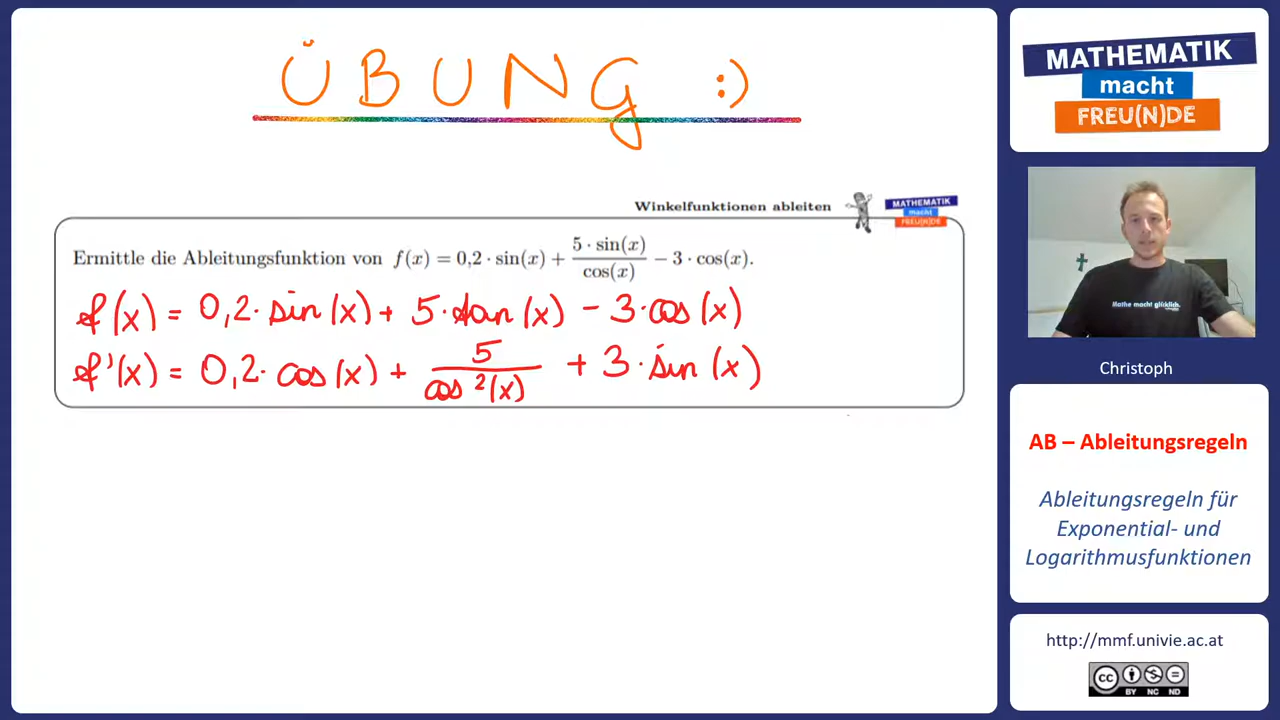 ÜBUNG :)
Winkelfunktionen ableiten
MATHEMATIK
macht
FREU(N)DE
Ermittle die Ableitungsfunktion von f(x) = 0,2 · sin(x) + 5 · sin(x)/cos(x) − 3 · cos(x).
f(x) = 0,2 · sin(x) + 5 · tan(x) − 3 · cos(x)
f'(x) = 0,2 · cos(x) + 5/cos²(x) + 3 · sin(x)
MATHEMATIK
macht
FREU(N)DE
Mathe macht glücklich.
Christoph
AB – Ableitungsregeln
Ableitungsregeln für
Exponential- und
Logarithmusfunktionen
http://mmf.univie.ac.at
cc
BY NC ND